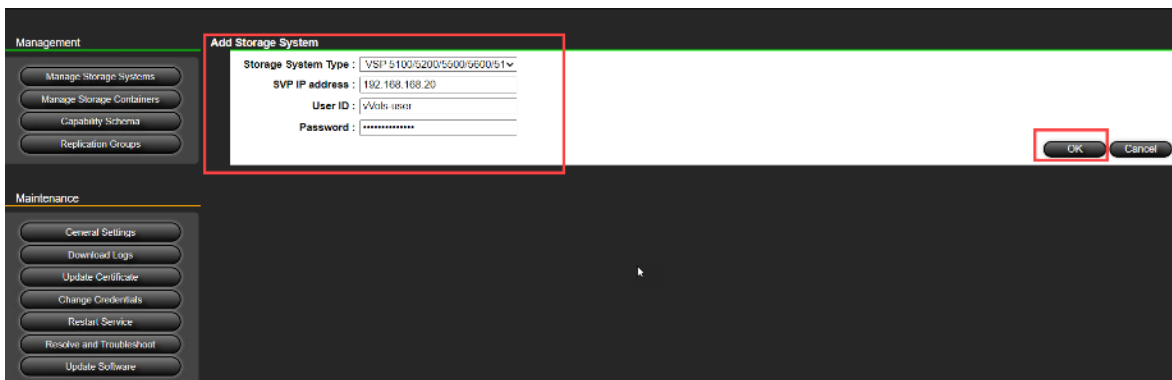 Management
Manage Storage Systems
Manage Storage Containers
Capability Schema
Replication Groups
Maintenance
General Settings
Download Logs
Update Certificate
Change Credentials
Restart Service
Resolve and Troubleshoot
Update Software
Add Storage System
Storage System Type : VSP 5100/5200/5500/5600/51
SVP IP address : 192.168.168.20
User ID : vVols-user
Password : ••••••••••••••
OK Cancel